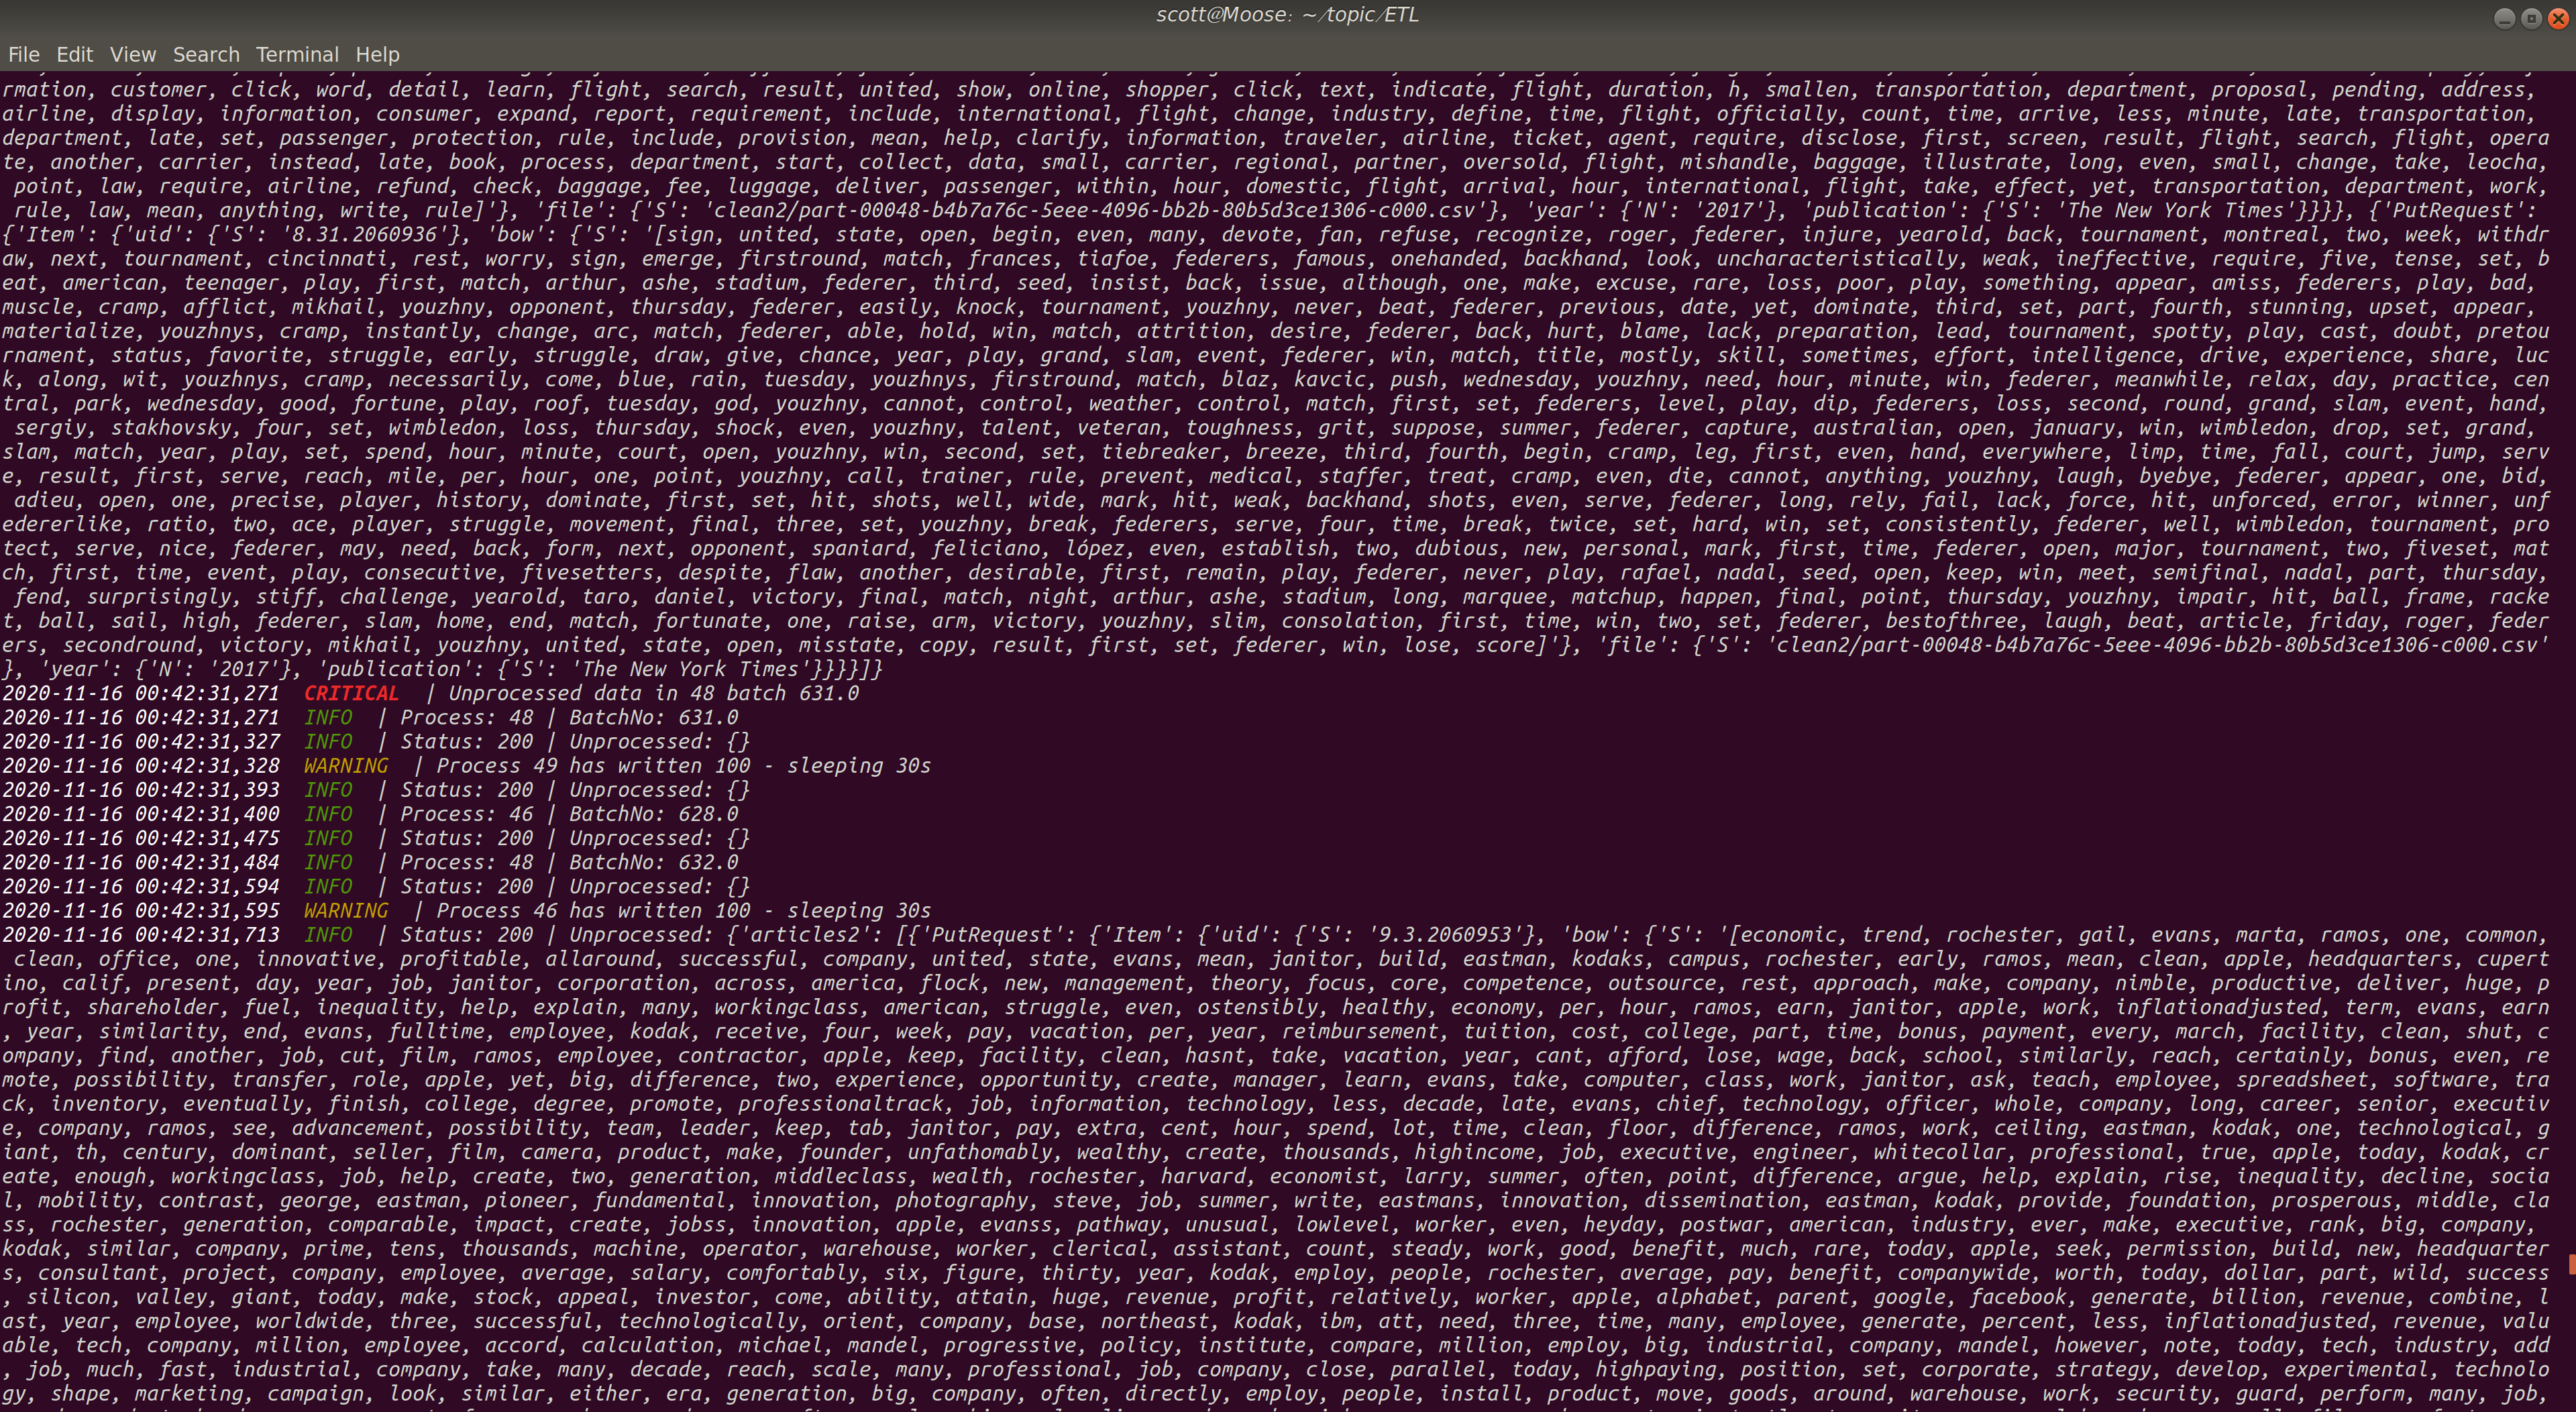 scott@Moose: ~/topic/ETL
File Edit View Search Terminal Help
rmation, customer, click, word, detail, learn, flight, search, result, united, show, online, shopper, click, text, indicate, flight, duration, h, smallen, transportation, department, proposal, pending, address,
airline, display, information, consumer, expand, report, requirement, include, international, flight, change, industry, define, time, flight, officially, count, time, arrive, less, minute, late, transportation,
department, late, set, passenger, protection, rule, include, provision, mean, help, clarify, information, traveler, airline, ticket, agent, require, disclose, first, screen, result, flight, search, flight, opera
te, another, carrier, instead, late, book, process, department, start, collect, data, small, carrier, regional, partner, oversold, flight, mishandle, baggage, illustrate, long, even, small, change, take, leocha,
point, law, require, airline, refund, check, baggage, fee, luggage, deliver, passenger, within, hour, domestic, flight, arrival, hour, international, flight, take, effect, yet, transportation, department, work,
rule, law, mean, anything, write, rule]'}, 'file': {'S': 'clean2/part-00048-b4b7a76c-5eee-4096-bb2b-80b5d3ce1306-c000.csv'}, 'year': {'N': '2017'}, 'publication': {'S': 'The New York Times'}}}}, {'PutRequest':
{'Item': {'uid': {'S': '8.31.2060936'}, 'bow': {'S': '[sign, united, state, open, begin, even, many, devote, fan, refuse, recognize, roger, federer, injure, yearold, back, tournament, montreal, two, week, withdr
aw, next, tournament, cincinnati, rest, worry, sign, emerge, firstround, match, frances, tiafoe, federers, famous, onehanded, backhand, look, uncharacteristically, weak, ineffective, require, five, tense, set, b
eat, american, teenager, play, first, match, arthur, ashe, stadium, federer, third, seed, insist, back, issue, although, one, make, excuse, rare, loss, poor, play, something, appear, amiss, federers, play, bad,
muscle, cramp, afflict, mikhail, youzhny, opponent, thursday, federer, easily, knock, tournament, youzhny, never, beat, federer, previous, date, yet, dominate, third, set, part, fourth, stunning, upset, appear,
materialize, youzhnys, cramp, instantly, change, arc, match, federer, able, hold, win, match, attrition, desire, federer, back, hurt, blame, lack, preparation, lead, tournament, spotty, play, cast, doubt, pretou
rnament, status, favorite, struggle, early, struggle, draw, give, chance, year, play, grand, slam, event, federer, win, match, title, mostly, skill, sometimes, effort, intelligence, drive, experience, share, luc
k, along, wit, youzhnys, cramp, necessarily, come, blue, rain, tuesday, youzhnys, firstround, match, blaz, kavcic, push, wednesday, youzhny, need, hour, minute, win, federer, meanwhile, relax, day, practice, cen
tral, park, wednesday, good, fortune, play, roof, tuesday, god, youzhny, cannot, control, weather, control, match, first, set, federers, level, play, dip, federers, loss, second, round, grand, slam, event, hand,
sergiy, stakhovsky, four, set, wimbledon, loss, thursday, shock, even, youzhny, talent, veteran, toughness, grit, suppose, summer, federer, capture, australian, open, january, win, wimbledon, drop, set, grand,
slam, match, year, play, set, spend, hour, minute, court, open, youzhny, win, second, set, tiebreaker, breeze, third, fourth, begin, cramp, leg, first, even, hand, everywhere, limp, time, fall, court, jump, serv
e, result, first, serve, reach, mile, per, hour, one, point, youzhny, call, trainer, rule, prevent, medical, staffer, treat, cramp, even, die, cannot, anything, youzhny, laugh, byebye, federer, appear, one, bid,
adieu, open, one, precise, player, history, dominate, first, set, hit, shots, well, wide, mark, hit, weak, backhand, shots, even, serve, federer, long, rely, fail, lack, force, hit, unforced, error, winner, unf
edererlike, ratio, two, ace, player, struggle, movement, final, three, set, youzhny, break, federers, serve, four, time, break, twice, set, hard, win, set, consistently, federer, well, wimbledon, tournament, pro
tect, serve, nice, federer, may, need, back, form, next, opponent, spaniard, feliciano, lópez, even, establish, two, dubious, new, personal, mark, first, time, federer, open, major, tournament, two, fiveset, mat
ch, first, time, event, play, consecutive, fivesetters, despite, flaw, another, desirable, first, remain, play, federer, never, play, rafael, nadal, seed, open, keep, win, meet, semifinal, nadal, part, thursday,
fend, surprisingly, stiff, challenge, yearold, taro, daniel, victory, final, match, night, arthur, ashe, stadium, long, marquee, matchup, happen, final, point, thursday, youzhny, impair, hit, ball, frame, racke
t, ball, sail, high, federer, slam, home, end, match, fortunate, one, raise, arm, victory, youzhny, slim, consolation, first, time, win, two, set, federer, bestofthree, laugh, beat, article, friday, roger, feder
ers, secondround, victory, mikhail, youzhny, united, state, open, misstate, copy, result, first, set, federer, win, lose, score]'}, 'file': {'S': 'clean2/part-00048-b4b7a76c-5eee-4096-bb2b-80b5d3ce1306-c000.csv'
}, 'year': {'N': '2017'}, 'publication': {'S': 'The New York Times'}}}}]}
2020-11-16 00:42:31,271 CRITICAL | Unprocessed data in 48 batch 631.0
2020-11-16 00:42:31,271 INFO | Process: 48 | BatchNo: 631.0
2020-11-16 00:42:31,327 INFO | Status: 200 | Unprocessed: {}
2020-11-16 00:42:31,328 WARNING | Process 49 has written 100 - sleeping 30s
2020-11-16 00:42:31,393 INFO | Status: 200 | Unprocessed: {}
2020-11-16 00:42:31,400 INFO | Process: 46 | BatchNo: 628.0
2020-11-16 00:42:31,475 INFO | Status: 200 | Unprocessed: {}
2020-11-16 00:42:31,484 INFO | Process: 48 | BatchNo: 632.0
2020-11-16 00:42:31,594 INFO | Status: 200 | Unprocessed: {}
2020-11-16 00:42:31,595 WARNING | Process 46 has written 100 - sleeping 30s
2020-11-16 00:42:31,713 INFO | Status: 200 | Unprocessed: {'articles2': [{'PutRequest': {'Item': {'uid': {'S': '9.3.2060953'}, 'bow': {'S': '[economic, trend, rochester, gail, evans, marta, ramos, one, common,
clean, office, one, innovative, profitable, allaround, successful, company, united, state, evans, mean, janitor, build, eastman, kodaks, campus, rochester, early, ramos, mean, clean, apple, headquarters, cupert
ino, calif, present, day, year, job, janitor, corporation, across, america, flock, new, management, theory, focus, core, competence, outsource, rest, approach, make, company, nimble, productive, deliver, huge, p
rofit, shareholder, fuel, inequality, help, explain, many, workingclass, american, struggle, even, ostensibly, healthy, economy, per, hour, ramos, earn, janitor, apple, work, inflationadjusted, term, evans, earn
, year, similarity, end, evans, fulltime, employee, kodak, receive, four, week, pay, vacation, per, year, reimbursement, tuition, cost, college, part, time, bonus, payment, every, march, facility, clean, shut, c
ompany, find, another, job, cut, film, ramos, employee, contractor, apple, keep, facility, clean, hasnt, take, vacation, year, cant, afford, lose, wage, back, school, similarly, reach, certainly, bonus, even, re
mote, possibility, transfer, role, apple, yet, big, difference, two, experience, opportunity, create, manager, learn, evans, take, computer, class, work, janitor, ask, teach, employee, spreadsheet, software, tra
ck, inventory, eventually, finish, college, degree, promote, professionaltrack, job, information, technology, less, decade, late, evans, chief, technology, officer, whole, company, long, career, senior, executiv
e, company, ramos, see, advancement, possibility, team, leader, keep, tab, janitor, pay, extra, cent, hour, spend, lot, time, clean, floor, difference, ramos, work, ceiling, eastman, kodak, one, technological, g
iant, th, century, dominant, seller, film, camera, product, make, founder, unfathomably, wealthy, create, thousands, highincome, job, executive, engineer, whitecollar, professional, true, apple, today, kodak, cr
eate, enough, workingclass, job, help, create, two, generation, middleclass, wealth, rochester, harvard, economist, larry, summer, often, point, difference, argue, help, explain, rise, inequality, decline, socia
l, mobility, contrast, george, eastman, pioneer, fundamental, innovation, photography, steve, job, summer, write, eastmans, innovation, dissemination, eastman, kodak, provide, foundation, prosperous, middle, cla
ss, rochester, generation, comparable, impact, create, jobss, innovation, apple, evanss, pathway, unusual, lowlevel, worker, even, heyday, postwar, american, industry, ever, make, executive, rank, big, company,
kodak, similar, company, prime, tens, thousands, machine, operator, warehouse, worker, clerical, assistant, count, steady, work, good, benefit, much, rare, today, apple, seek, permission, build, new, headquarter
s, consultant, project, company, employee, average, salary, comfortably, six, figure, thirty, year, kodak, employ, people, rochester, average, pay, benefit, companywide, worth, today, dollar, part, wild, success
, silicon, valley, giant, today, make, stock, appeal, investor, come, ability, attain, huge, revenue, profit, relatively, worker, apple, alphabet, parent, google, facebook, generate, billion, revenue, combine, l
ast, year, employee, worldwide, three, successful, technologically, orient, company, base, northeast, kodak, ibm, att, need, three, time, many, employee, generate, percent, less, inflationadjusted, revenue, valu
able, tech, company, million, employee, accord, calculation, michael, mandel, progressive, policy, institute, compare, million, employ, big, industrial, company, mandel, however, note, today, tech, industry, add
, job, much, fast, industrial, company, take, many, decade, reach, scale, many, professional, job, company, close, parallel, today, highpaying, position, set, corporate, strategy, develop, experimental, technolo
gy, shape, marketing, campaign, look, similar, either, era, generation, big, company, often, directly, employ, people, install, product, move, goods, around, warehouse, work, security, guard, perform, many, job,